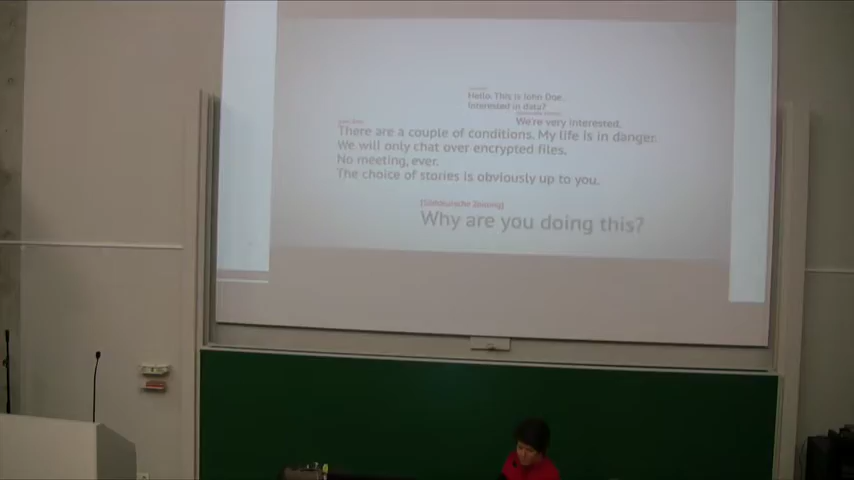 Hello. This is John Doe.
Interested in data?
We're very interested.
There are a couple of conditions. My life is in danger.
We will only chat over encrypted files.
No meeting, ever.
The choice of stories is obviously up to you.
[Süddeutsche Zeitung]
Why are you doing this?